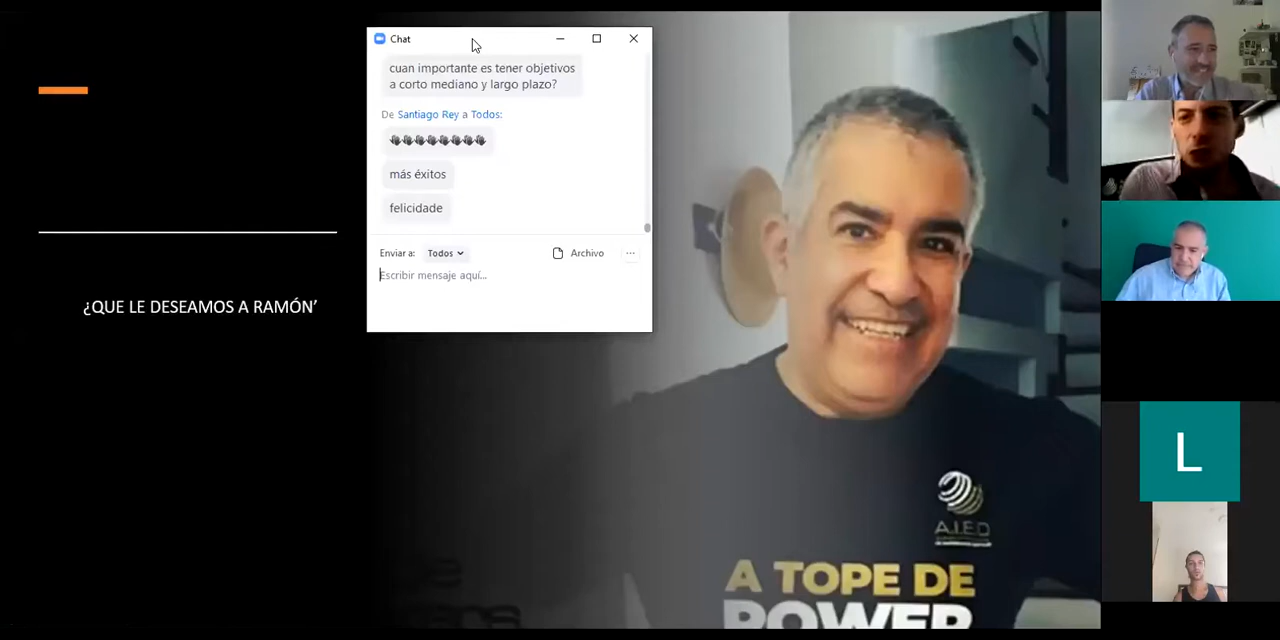 Chat
cuan importante es tener objetivos
a corto mediano y largo plazo?
De Santiago Rey a Todos:
más éxitos
felicidade
Enviar a: Todos
Archivo
Escribir mensaje aquí...
¿QUE LE DESEAMOS A RAMÓN’
A.I.E.D
A TOPE DE
POWER
L